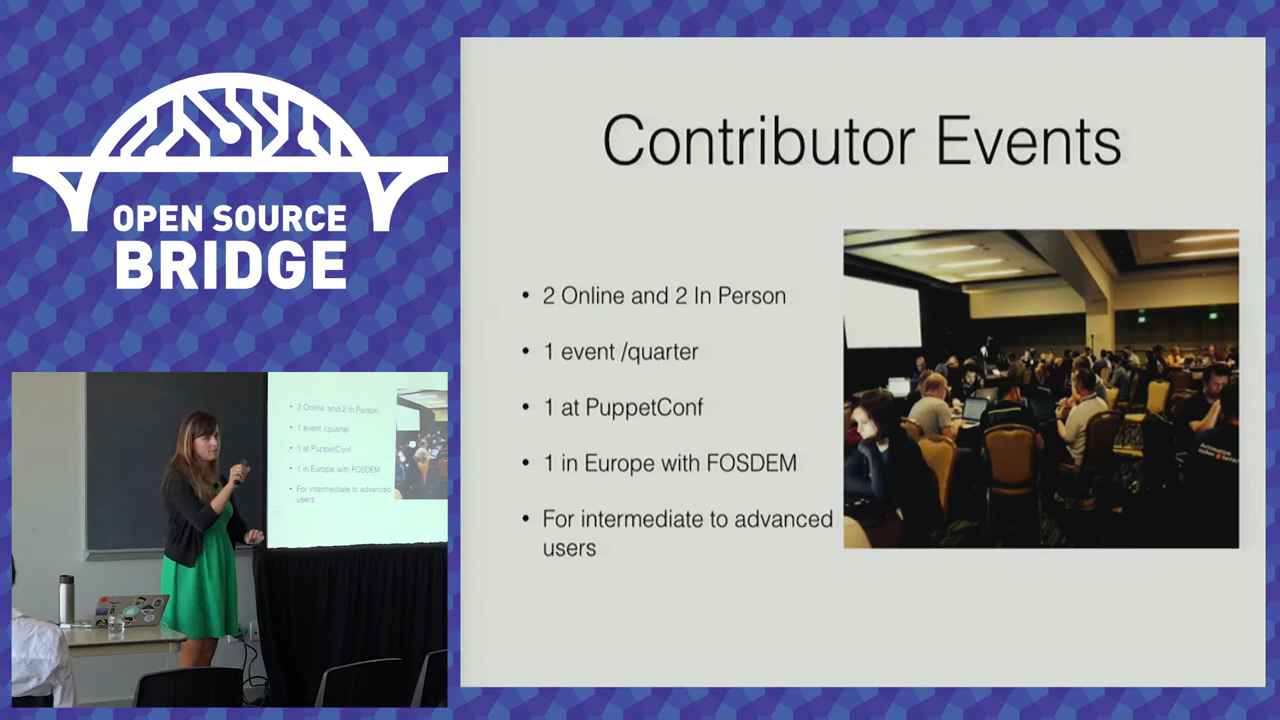 OPEN SOURCE
BRIDGE
Contributor Events
• 2 Online and 2 In Person
• 1 event /quarter
• 1 at PuppetConf
• 1 in Europe with FOSDEM
• For intermediate to advanced
users
• 2 Online and 2 In Person
• 1 event /quarter
• 1 at PuppetConf
• 1 in Europe with FOSDEM
• For intermediate to advanced
users